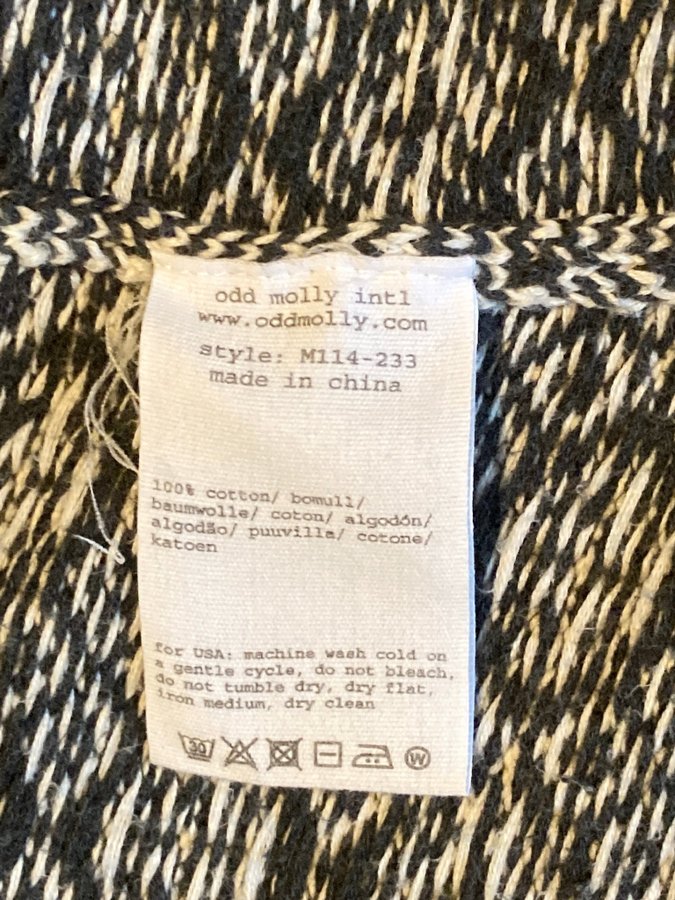 odd molly intl
www.oddmolly.com
style: M114-233
made in china
100% cotton/ bomull/
baumwolle/ coton/ algodón/
algodão/ puuvilla/ cotone/
katoen
for USA: machine wash cold on
a gentle cycle, do not bleach,
do not tumble dry, dry flat,
iron medium, dry clean
30 W